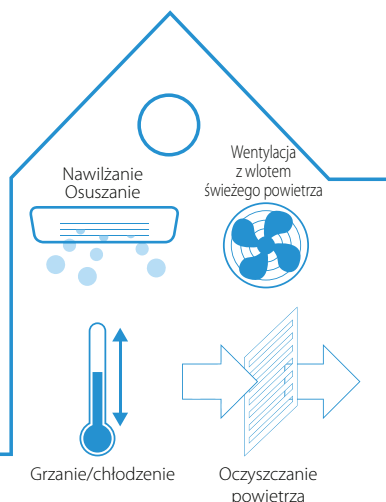 Nawilżanie
Osuszanie
Wentylacja
z wlotem
świeżego powietrza
Grzanie/chłodzenie
Oczyszczanie
powietrza